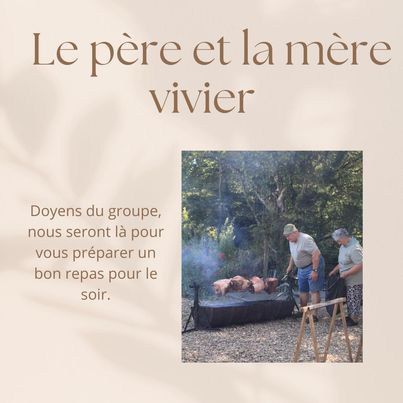 Le père et la mère
vivier
Doyens du groupe,
nous seront là pour
vous préparer un
bon repas pour le
soir.